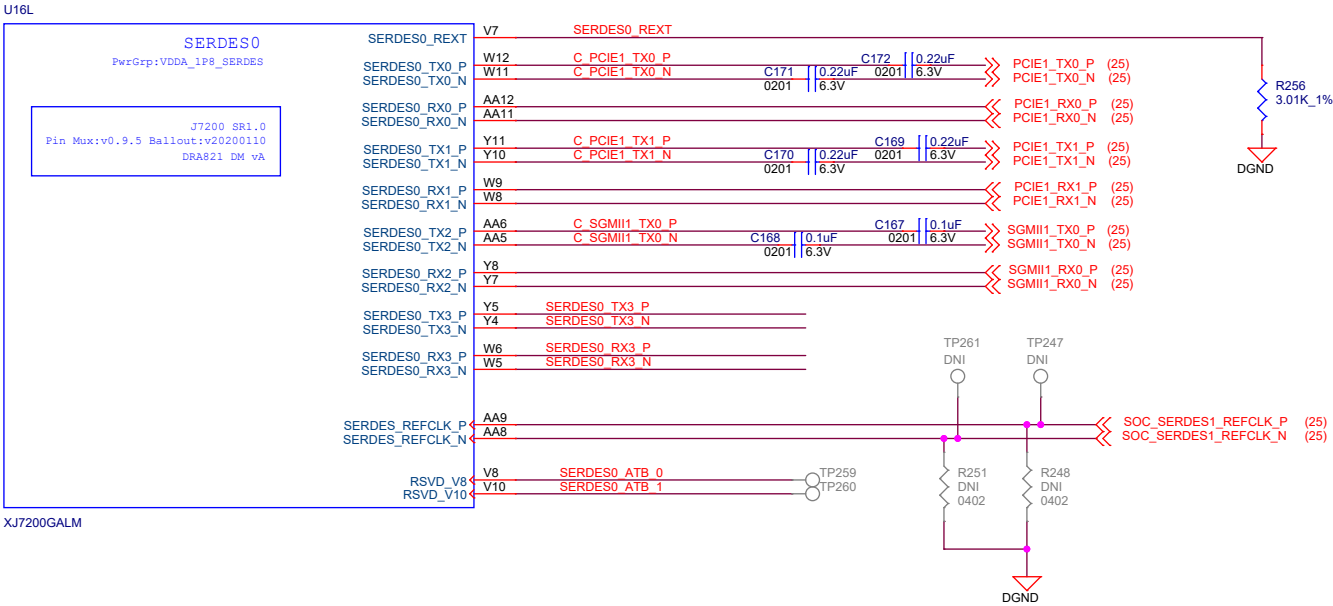 U16L
SERDES0
PwrGrp:VDDA_1P8_SERDES
J7200 SR1.0
Pin Mux:v0.9.5 Ballout:v20200110
DRA821 DM vA
SERDES0_REXT V7 SERDES0_REXT
SERDES0_TX0_P W12 C_PCIE1_TX0_P C172 0.22uF PCIE1_TX0_P (25)
0201 6.3V
SERDES0_TX0_N W11 C_PCIE1_TX0_N C171 0.22uF PCIE1_TX0_N (25)
0201 6.3V
R256
3.01K_1%
DGND
SERDES0_RX0_P AA12 PCIE1_RX0_P (25)
SERDES0_RX0_N AA11 PCIE1_RX0_N (25)
SERDES0_TX1_P Y11 C_PCIE1_TX1_P C169 0.22uF PCIE1_TX1_P (25)
0201 6.3V
SERDES0_TX1_N Y10 C_PCIE1_TX1_N C170 0.22uF PCIE1_TX1_N (25)
0201 6.3V
SERDES0_RX1_P W9 PCIE1_RX1_P (25)
SERDES0_RX1_N W8 PCIE1_RX1_N (25)
SERDES0_TX2_P AA6 C_SGMII1_TX0_P C167 0.1uF SGMII1_TX0_P (25)
0201 6.3V
SERDES0_TX2_N AA5 C_SGMII1_TX0_N C168 0.1uF SGMII1_TX0_N (25)
0201 6.3V
SERDES0_RX2_P Y8 SGMII1_RX0_P (25)
SERDES0_RX2_N Y7 SGMII1_RX0_N (25)
SERDES0_TX3_P Y5 SERDES0_TX3_P
SERDES0_TX3_N Y4 SERDES0_TX3_N
SERDES0_RX3_P W6 SERDES0_RX3_P
SERDES0_RX3_N W5 SERDES0_RX3_N
TP261 TP247
DNI DNI
SERDES_REFCLK_P AA9 SOC_SERDES1_REFCLK_P (25)
SERDES_REFCLK_N AA8 SOC_SERDES1_REFCLK_N (25)
RSVD_V8 V8 SERDES0_ATB_0 TP259
RSVD_V10 V10 SERDES0_ATB_1 TP260
R251 R248
DNI DNI
0402 0402
XJ7200GALM
DGND